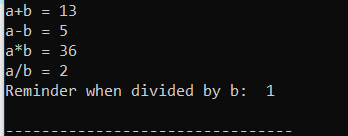 a+b = 13
a-b = 5
a*b = 36
a/b = 2
Reminder when divided by b:  1
--------------------------------